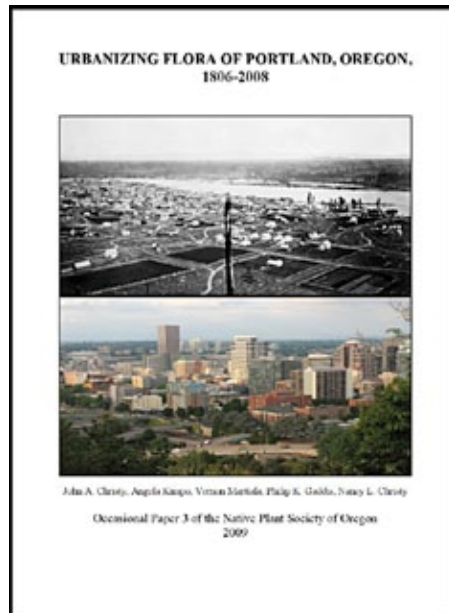 URBANIZING FLORA OF PORTLAND, OREGON,
1806-2008
John A. Christy, Angela Kimpo, Vernon Marttala, Philip K. Gaddis, Nancy L. Christy
Occasional Paper 3 of the Native Plant Society of Oregon
2009